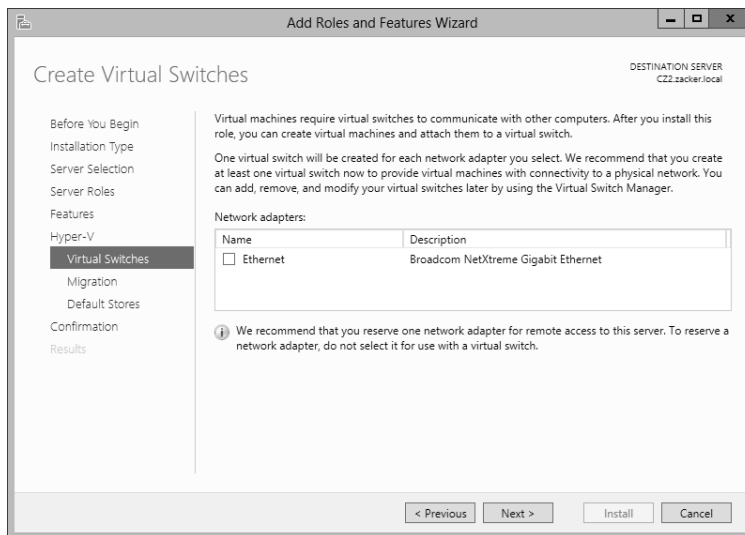 Add Roles and Features Wizard
Create Virtual Switches
DESTINATION SERVER
CZ2.zacker.local
Before You Begin
Installation Type
Server Selection
Server Roles
Features
Hyper-V
Virtual Switches
Migration
Default Stores
Confirmation
Results
Virtual machines require virtual switches to communicate with other computers. After you install this
role, you can create virtual machines and attach them to a virtual switch.
One virtual switch will be created for each network adapter you select. We recommend that you create
at least one virtual switch now to provide virtual machines with connectivity to a physical network. You
can add, remove, and modify your virtual switches later by using the Virtual Switch Manager.
Network adapters:
Name Description
Ethernet Broadcom NetXtreme Gigabit Ethernet
We recommend that you reserve one network adapter for remote access to this server. To reserve a
network adapter, do not select it for use with a virtual switch.
< Previous Next > Install Cancel